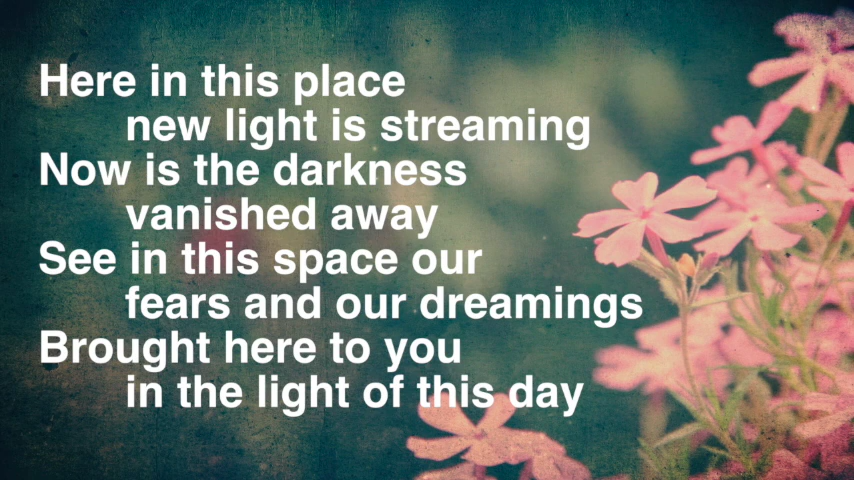 Here in this place
new light is streaming
Now is the darkness
vanished away
See in this space our
fears and our dreamings
Brought here to you
in the light of this day